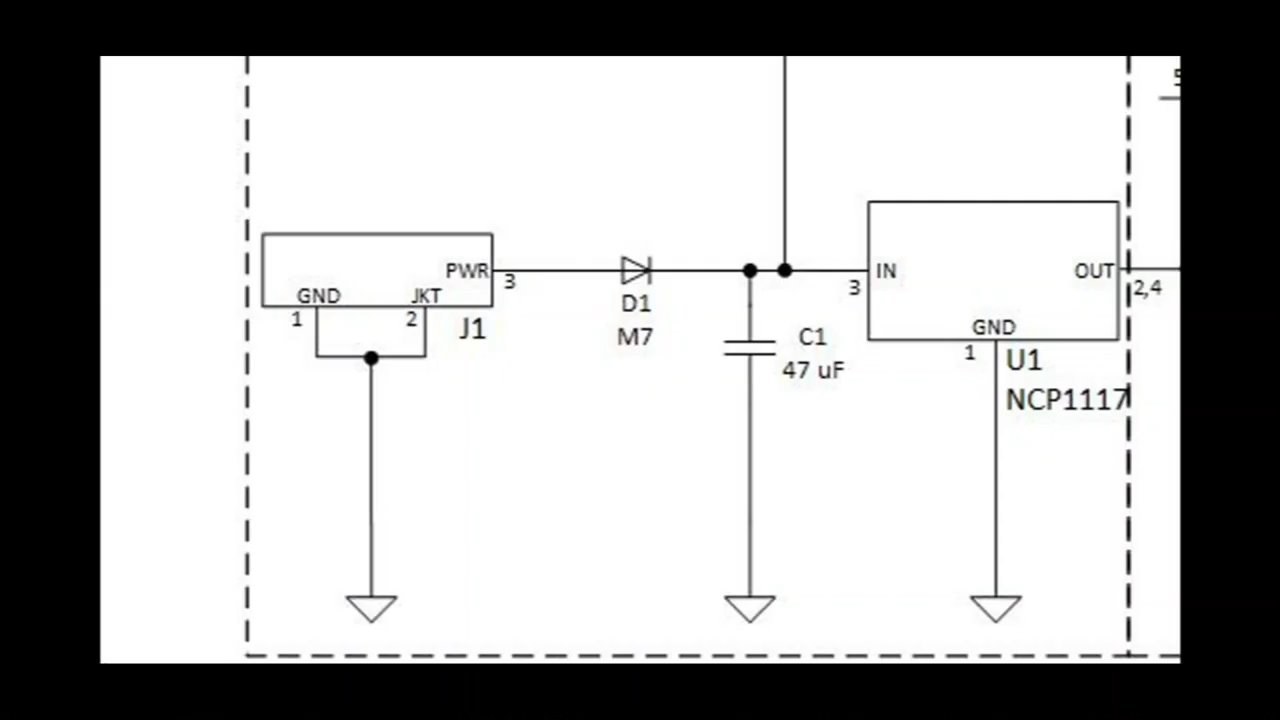 PWR
3
GND
JKT
1
2
J1
D1
M7
C1
47 uF
IN
3
OUT
2,4
GND
1
U1
NCP1117